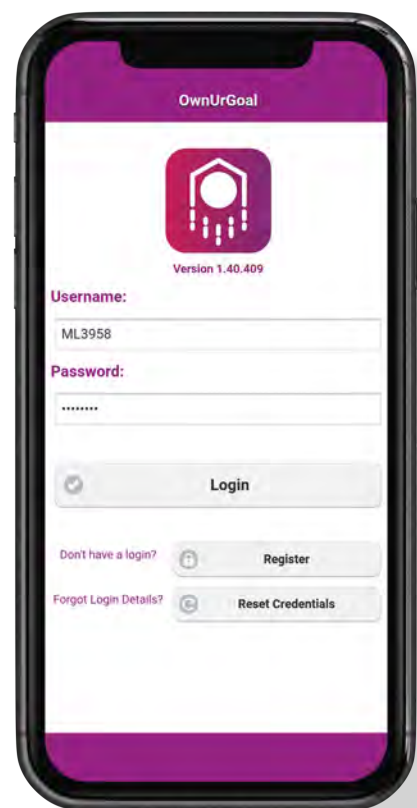 OwnUrGoal
Version 1.40.409
Username:
ML3958
Password:
••••••••
Login
Don't have a login?
Register
Forgot Login Details?
Reset Credentials